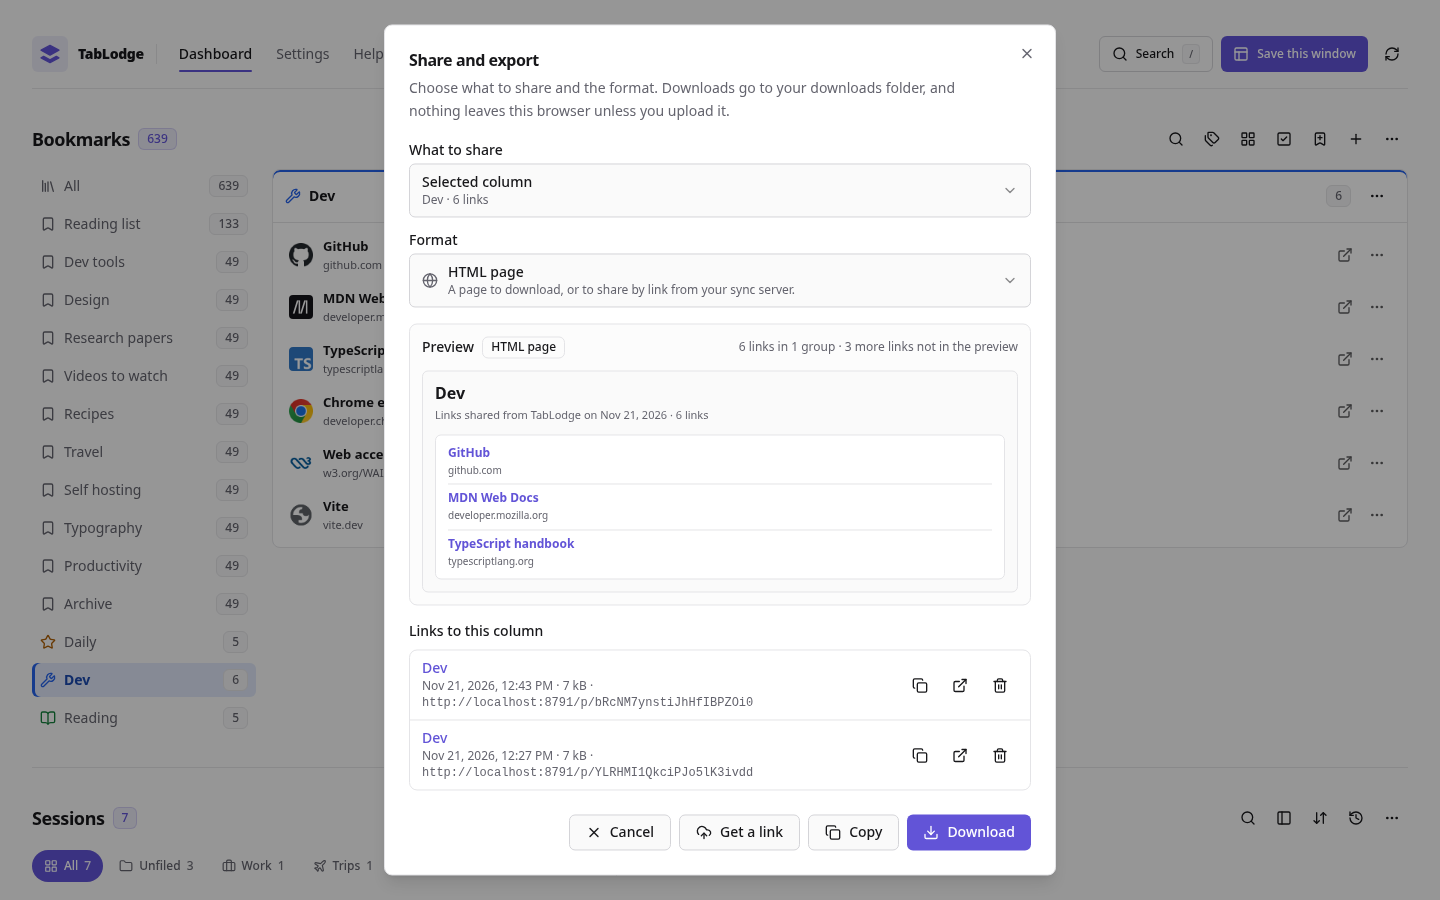 TabLodge
Dashboard
Settings
Help
Search
/
Save this window
Bookmarks
639
All
639
Reading list
133
Dev tools
49
Design
49
Research papers
49
Videos to watch
49
Recipes
49
Travel
49
Self hosting
49
Typography
49
Productivity
49
Archive
49
Daily
5
Dev
6
Reading
5
Dev
6
GitHub
github.com
MDN Web
developer.m
TypeScrip
typescriptla
Chrome e
developer.ch
Web acce
w3.org/WAI
Vite
vite.dev
Share and export
Choose what to share and the format. Downloads go to your downloads folder, and
nothing leaves this browser unless you upload it.
What to share
Selected column
Dev · 6 links
Format
HTML page
A page to download, or to share by link from your sync server.
Preview
HTML page
6 links in 1 group · 3 more links not in the preview
Dev
Links shared from TabLodge on Nov 21, 2026 · 6 links
GitHub
github.com
MDN Web Docs
developer.mozilla.org
TypeScript handbook
typescriptlang.org
Links to this column
Dev
Nov 21, 2026, 12:43 PM · 7 kB ·
http://localhost:8791/p/bRcNM7ynstiJhHfIBPZOi0
Dev
Nov 21, 2026, 12:27 PM · 7 kB ·
http://localhost:8791/p/YLRHMI1QkciPJo5lK3ivdd
Cancel
Get a link
Copy
Download
Sessions
7
All 7
Unfiled 3
Work 1
Trips 1